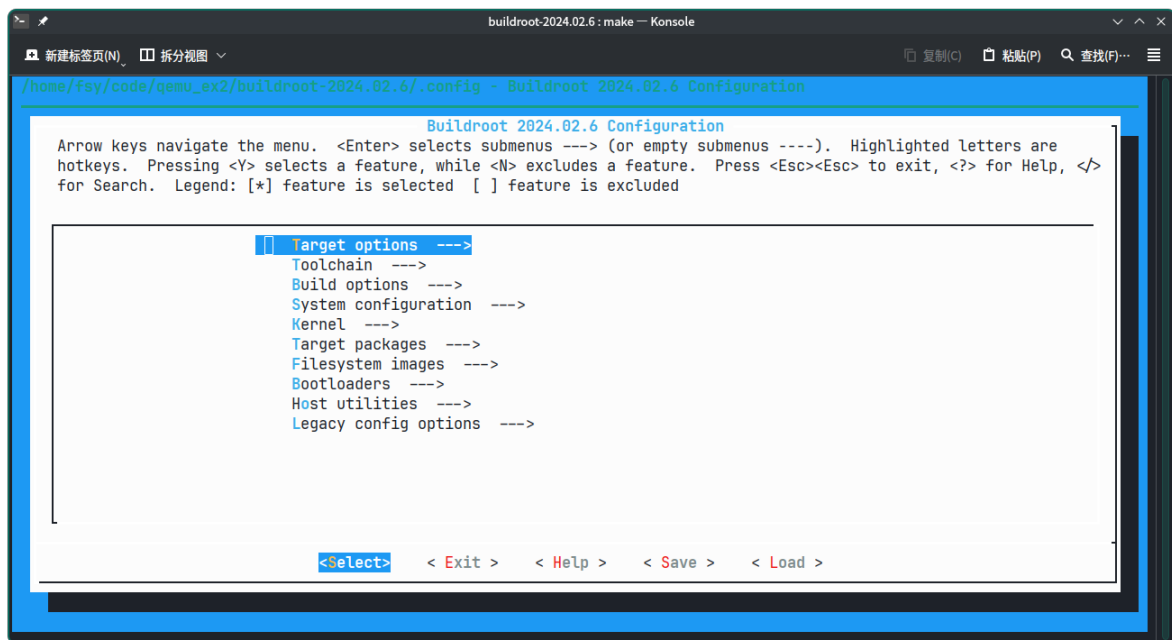 buildroot-2024.02.6 : make — Konsole
新建标签页(N) 拆分视图 复制(C) 粘贴(P) 查找(F)…
/home/fsy/code/qemu_ex2/buildroot-2024.02.6/.config - Buildroot 2024.02.6 Configuration
Buildroot 2024.02.6 Configuration
Arrow keys navigate the menu.  <Enter> selects submenus ---> (or empty submenus ----).  Highlighted letters are
hotkeys.  Pressing <Y> selects a feature, while <N> excludes a feature.  Press <Esc><Esc> to exit, <?> for Help, </>
for Search.  Legend: [*] feature is selected  [ ] feature is excluded
Target options  --->
Toolchain  --->
Build options  --->
System configuration  --->
Kernel  --->
Target packages  --->
Filesystem images  --->
Bootloaders  --->
Host utilities  --->
Legacy config options  --->
<Select>    < Exit >    < Help >    < Save >    < Load >